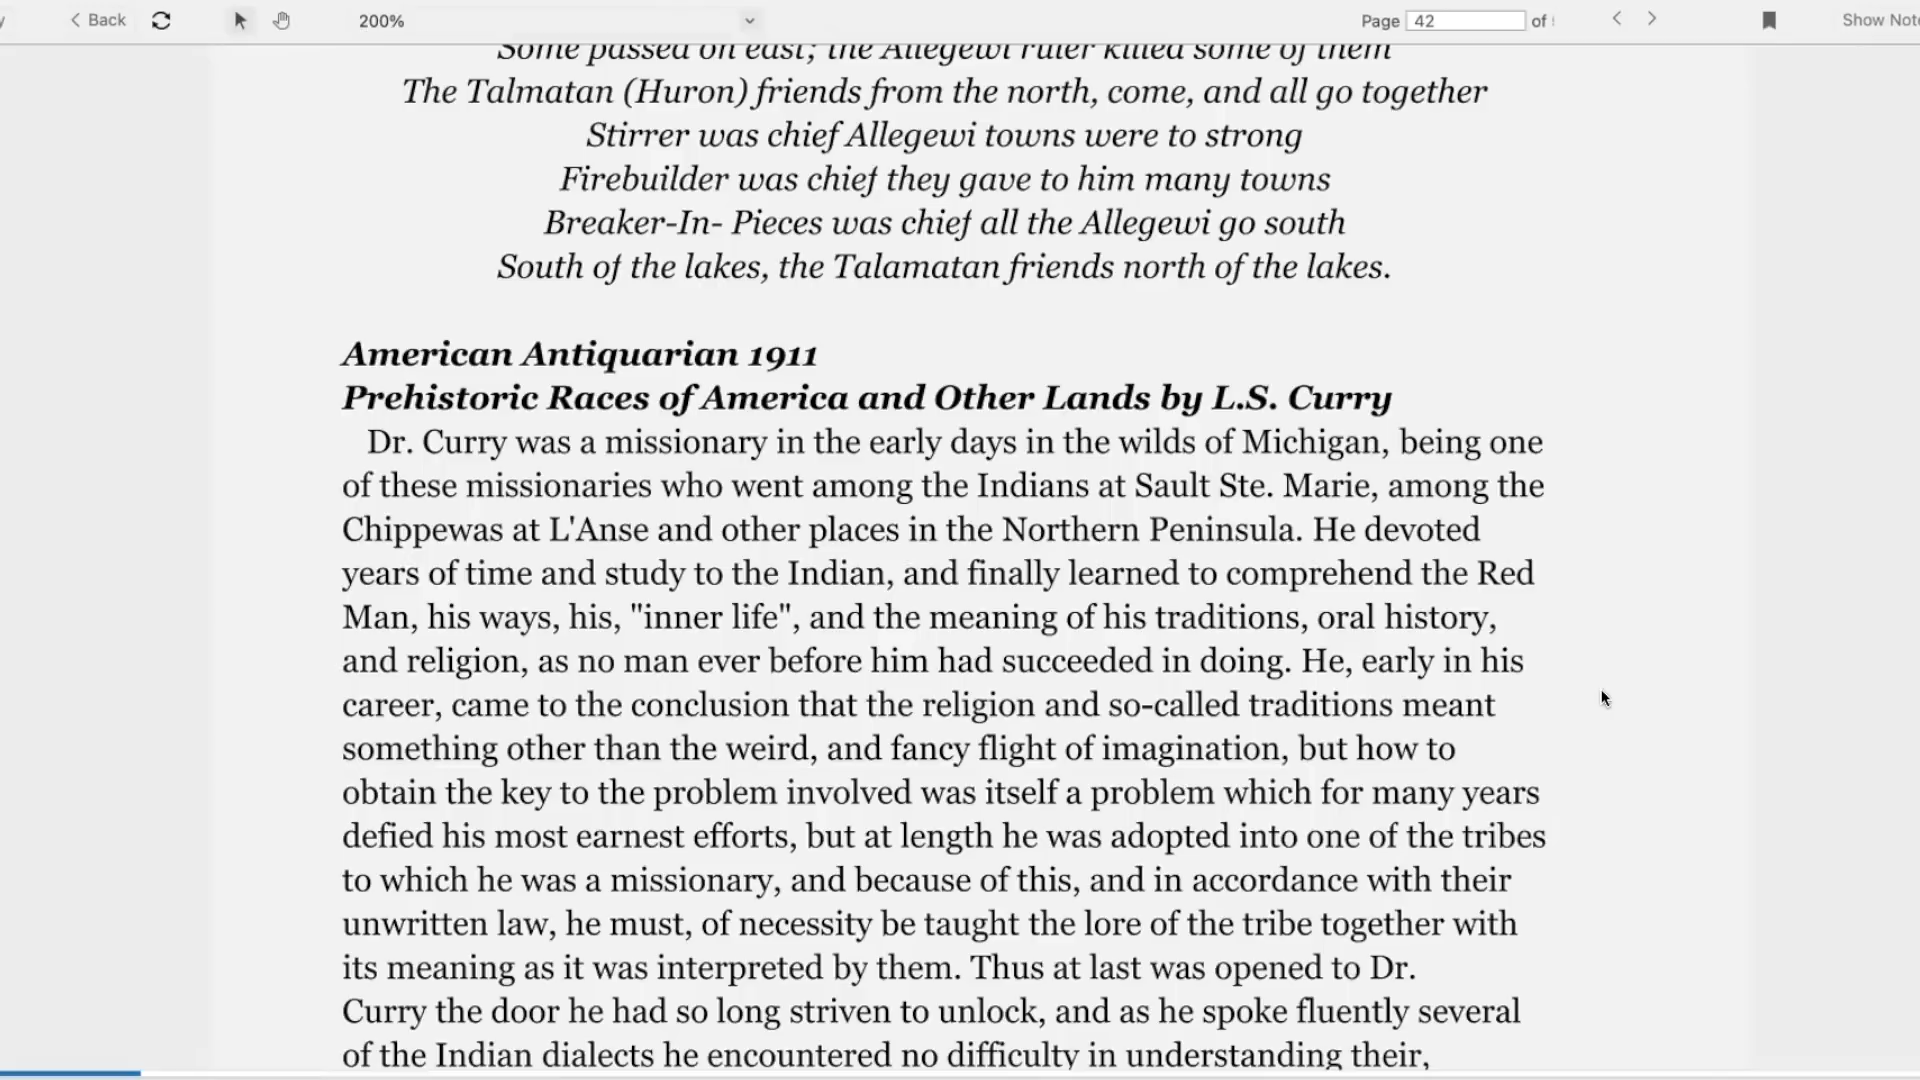 Back
200%
Page 42 of
Show Not
Some passed on east; the Allegewi ruler killed some of them
The Talmatan (Huron) friends from the north, come, and all go together
Stirrer was chief Allegewi towns were to strong
Firebuilder was chief they gave to him many towns
Breaker-In- Pieces was chief all the Allegewi go south
South of the lakes, the Talamatan friends north of the lakes.
American Antiquarian 1911
Prehistoric Races of America and Other Lands by L.S. Curry
Dr. Curry was a missionary in the early days in the wilds of Michigan, being one
of these missionaries who went among the Indians at Sault Ste. Marie, among the
Chippewas at L'Anse and other places in the Northern Peninsula. He devoted
years of time and study to the Indian, and finally learned to comprehend the Red
Man, his ways, his, "inner life", and the meaning of his traditions, oral history,
and religion, as no man ever before him had succeeded in doing. He, early in his
career, came to the conclusion that the religion and so-called traditions meant
something other than the weird, and fancy flight of imagination, but how to
obtain the key to the problem involved was itself a problem which for many years
defied his most earnest efforts, but at length he was adopted into one of the tribes
to which he was a missionary, and because of this, and in accordance with their
unwritten law, he must, of necessity be taught the lore of the tribe together with
its meaning as it was interpreted by them. Thus at last was opened to Dr.
Curry the door he had so long striven to unlock, and as he spoke fluently several
of the Indian dialects he encountered no difficulty in understanding their,